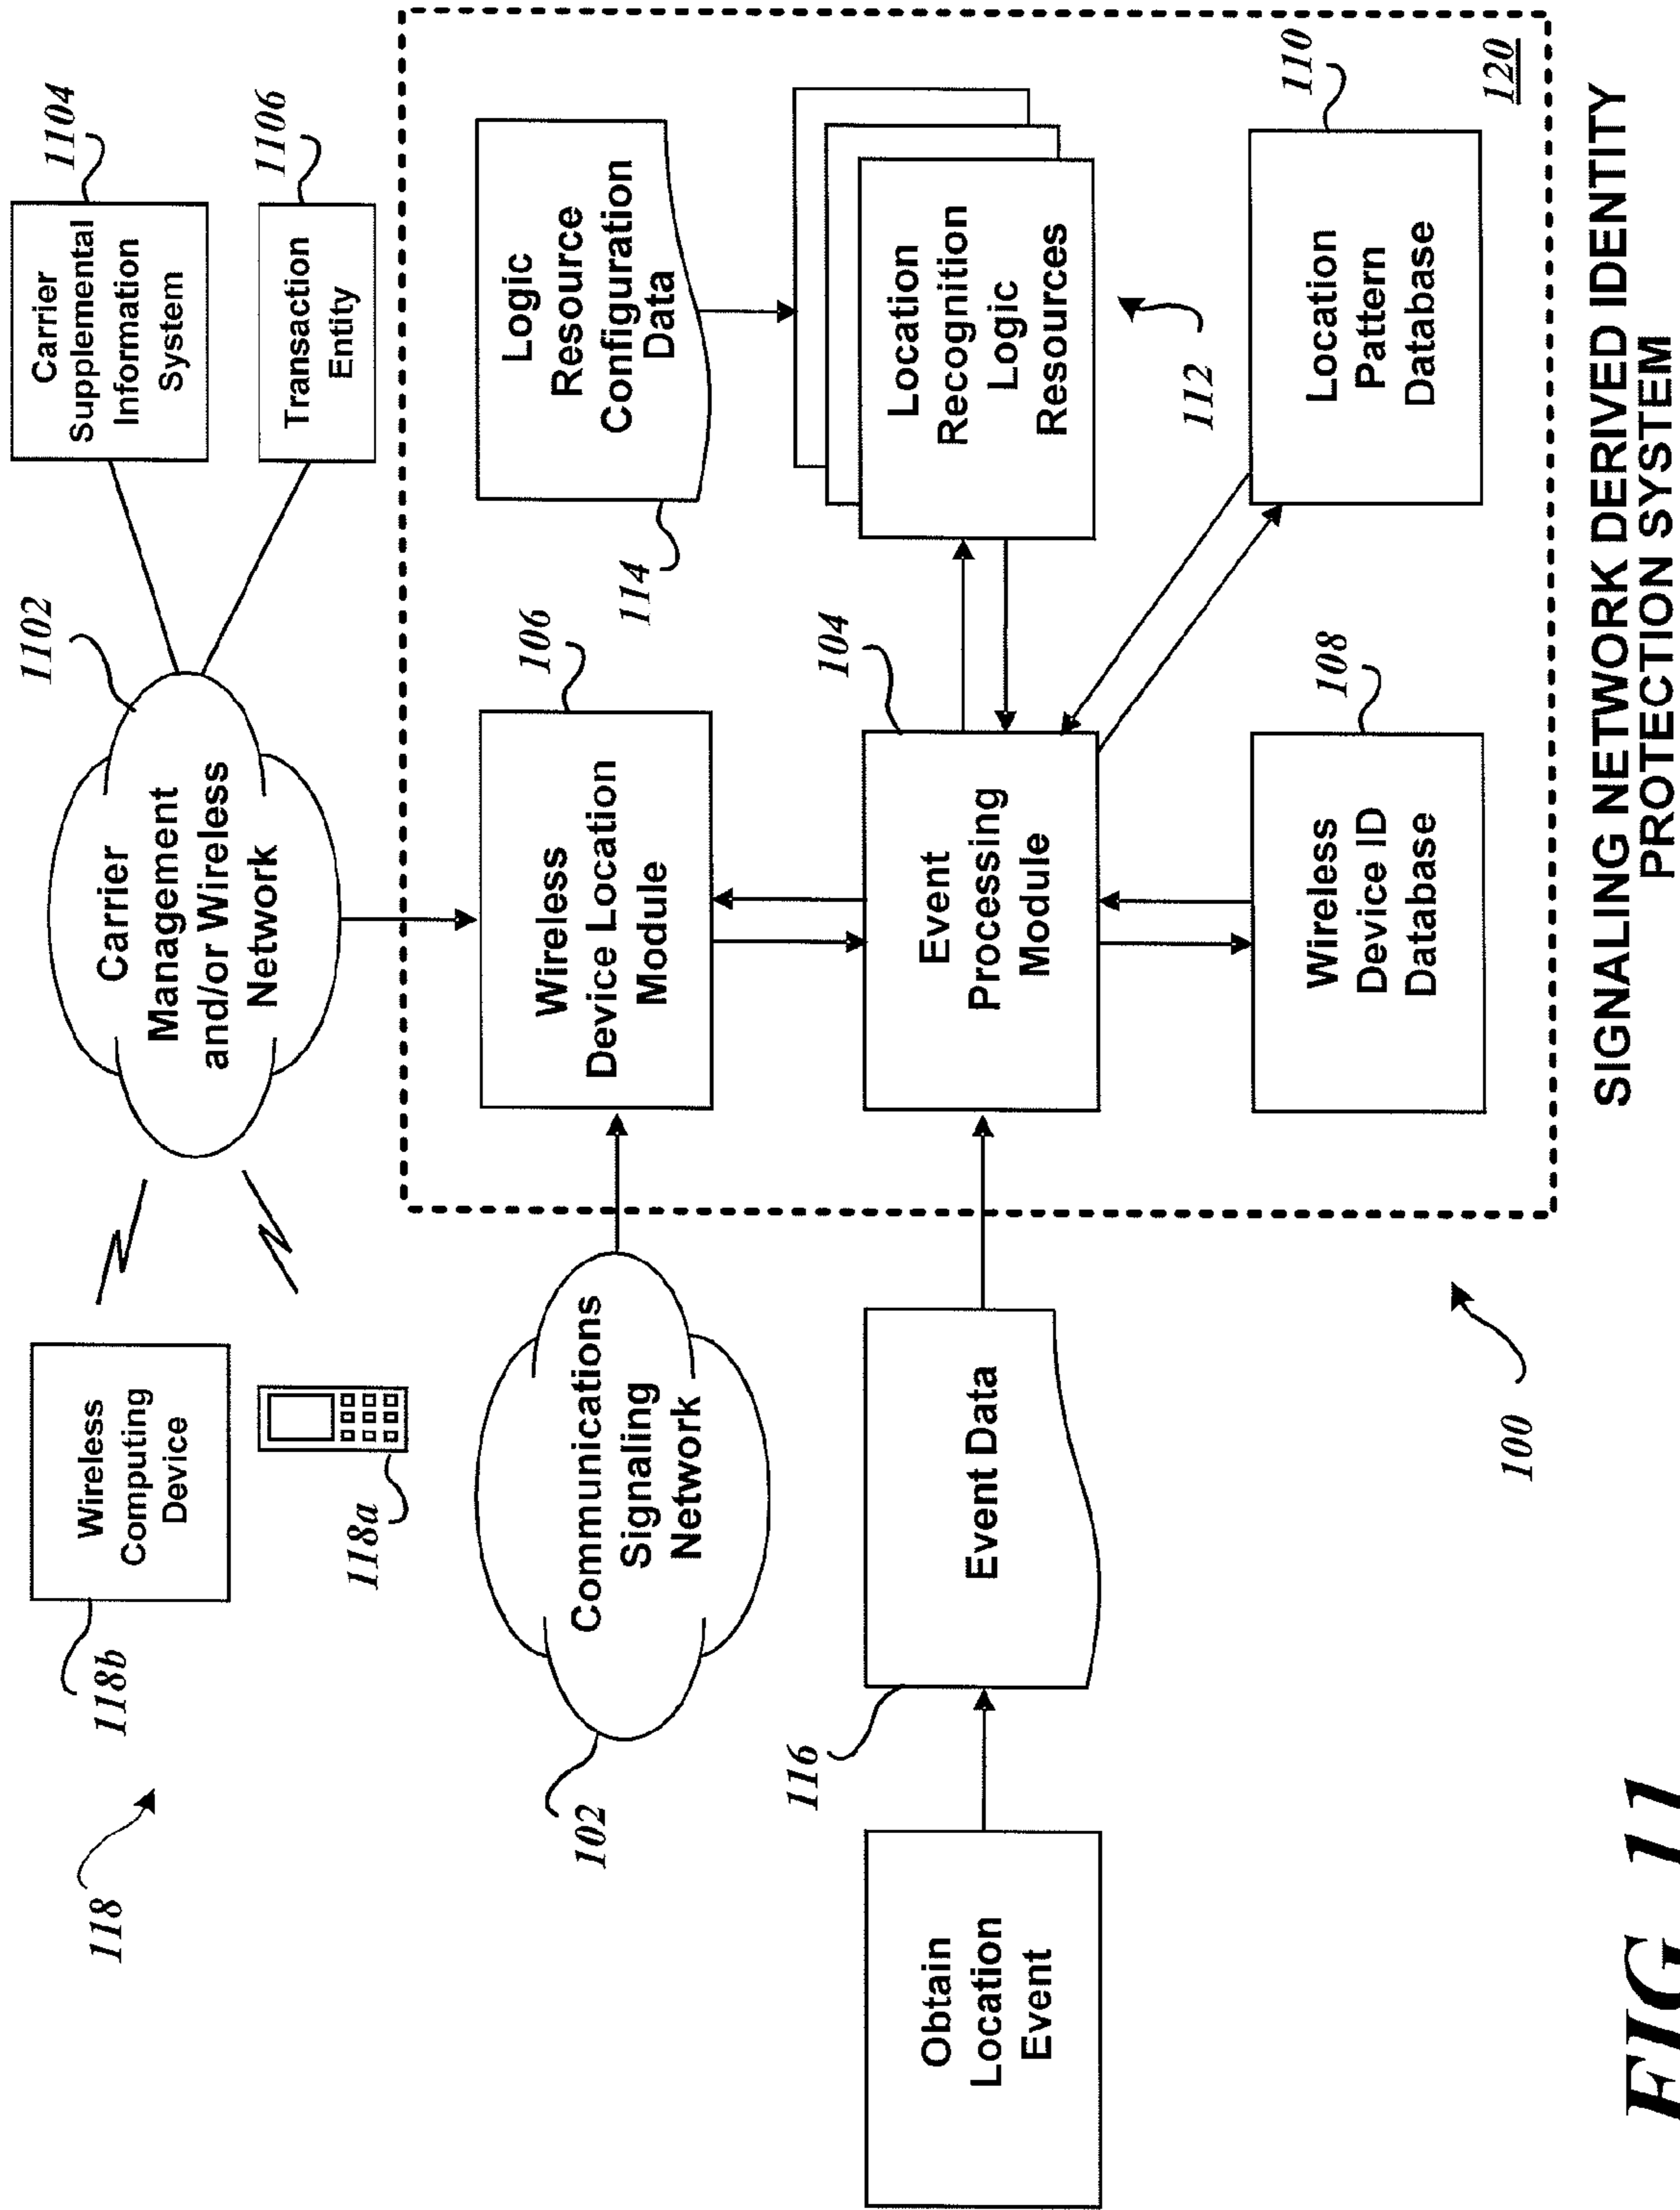 118
118b
Wireless
Computing
Device
118a
1102
Carrier
Management
and/or Wireless
Network
1104
Carrier
Supplemental
Information
System
1106
Transaction
Entity
102
Communications
Signaling
Network
106
Wireless
Device Location
Module
114
Logic
Resource
Configuration
Data
Obtain
Location
Event
116
Event Data
104
Event
Processing
Module
Location
Recognition
Logic
Resources
112
108
Wireless
Device ID
Database
110
Location
Pattern
Database
120
100
SIGNALING NETWORK DERIVED IDENTITY
PROTECTION SYSTEM
FIG 11